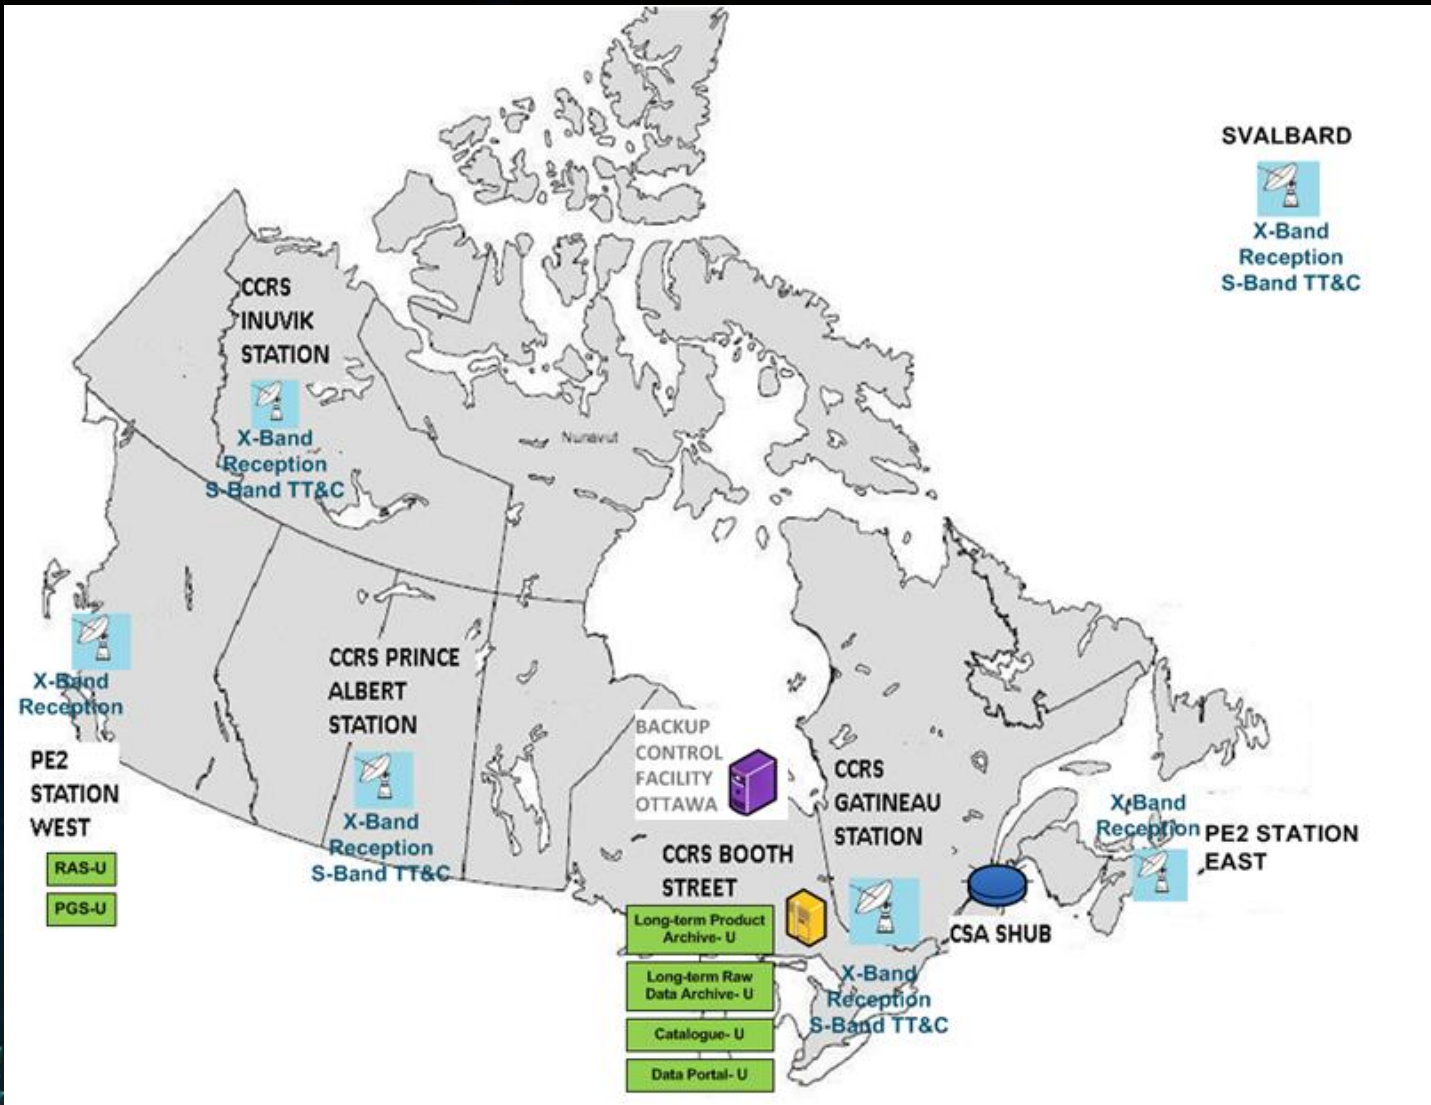 SVALBARD
X-Band
Reception
S-Band TT&C
CCRS
INUVIK
STATION
X-Band
Reception
S-Band TT&C
Nunavut
X-Band
Reception
PE2
STATION
WEST
RAS-U
PGS-U
CCRS PRINCE
ALBERT
STATION
X-Band
Reception
S-Band TT&C
BACKUP
CONTROL
FACILITY
OTTAWA
CCRS BOOTH
STREET
Long-term Product
Archive- U
Long-term Raw
Data Archive- U
Catalogue- U
Data Portal- U
CCRS
GATINEAU
STATION
X-Band
Reception
S-Band TT&C
CSA SHUB
X-Band
Reception
PE2 STATION
EAST